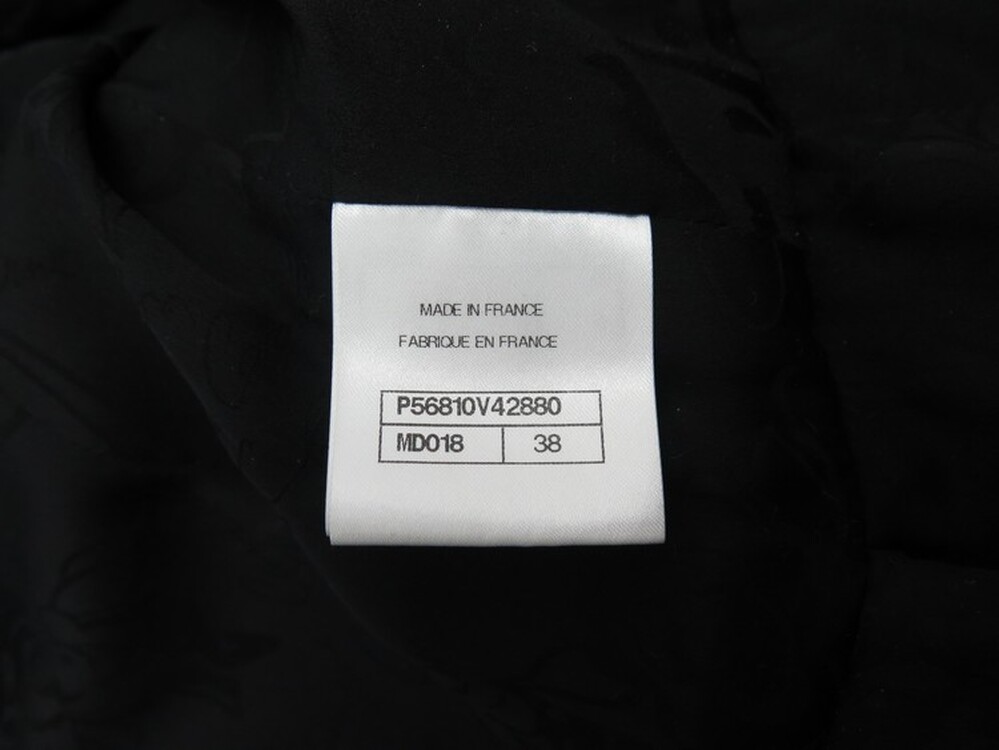 MADE IN FRANCE
FABRIQUE EN FRANCE
P56810V42880
MD018 38